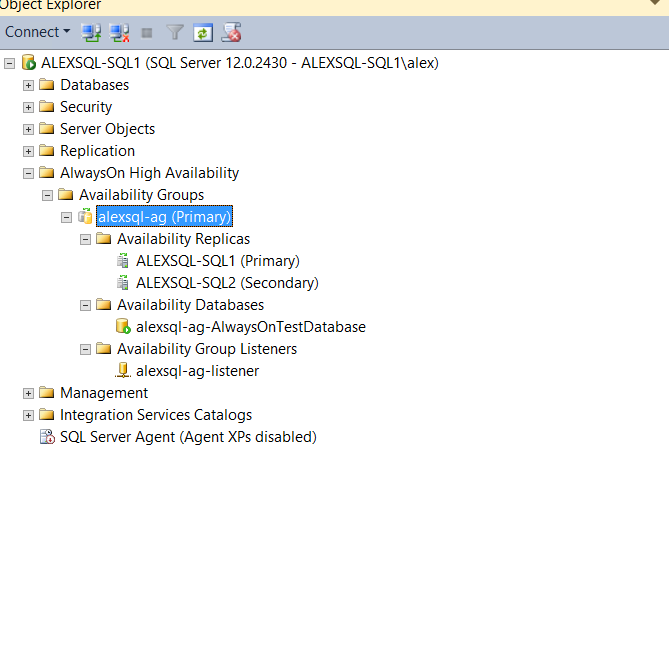 Object Explorer
Connect
ALEXSQL-SQL1 (SQL Server 12.0.2430 - ALEXSQL-SQL1\alex)
Databases
Security
Server Objects
Replication
AlwaysOn High Availability
Availability Groups
alexsql-ag (Primary)
Availability Replicas
ALEXSQL-SQL1 (Primary)
ALEXSQL-SQL2 (Secondary)
Availability Databases
alexsql-ag-AlwaysOnTestDatabase
Availability Group Listeners
alexsql-ag-listener
Management
Integration Services Catalogs
SQL Server Agent (Agent XPs disabled)